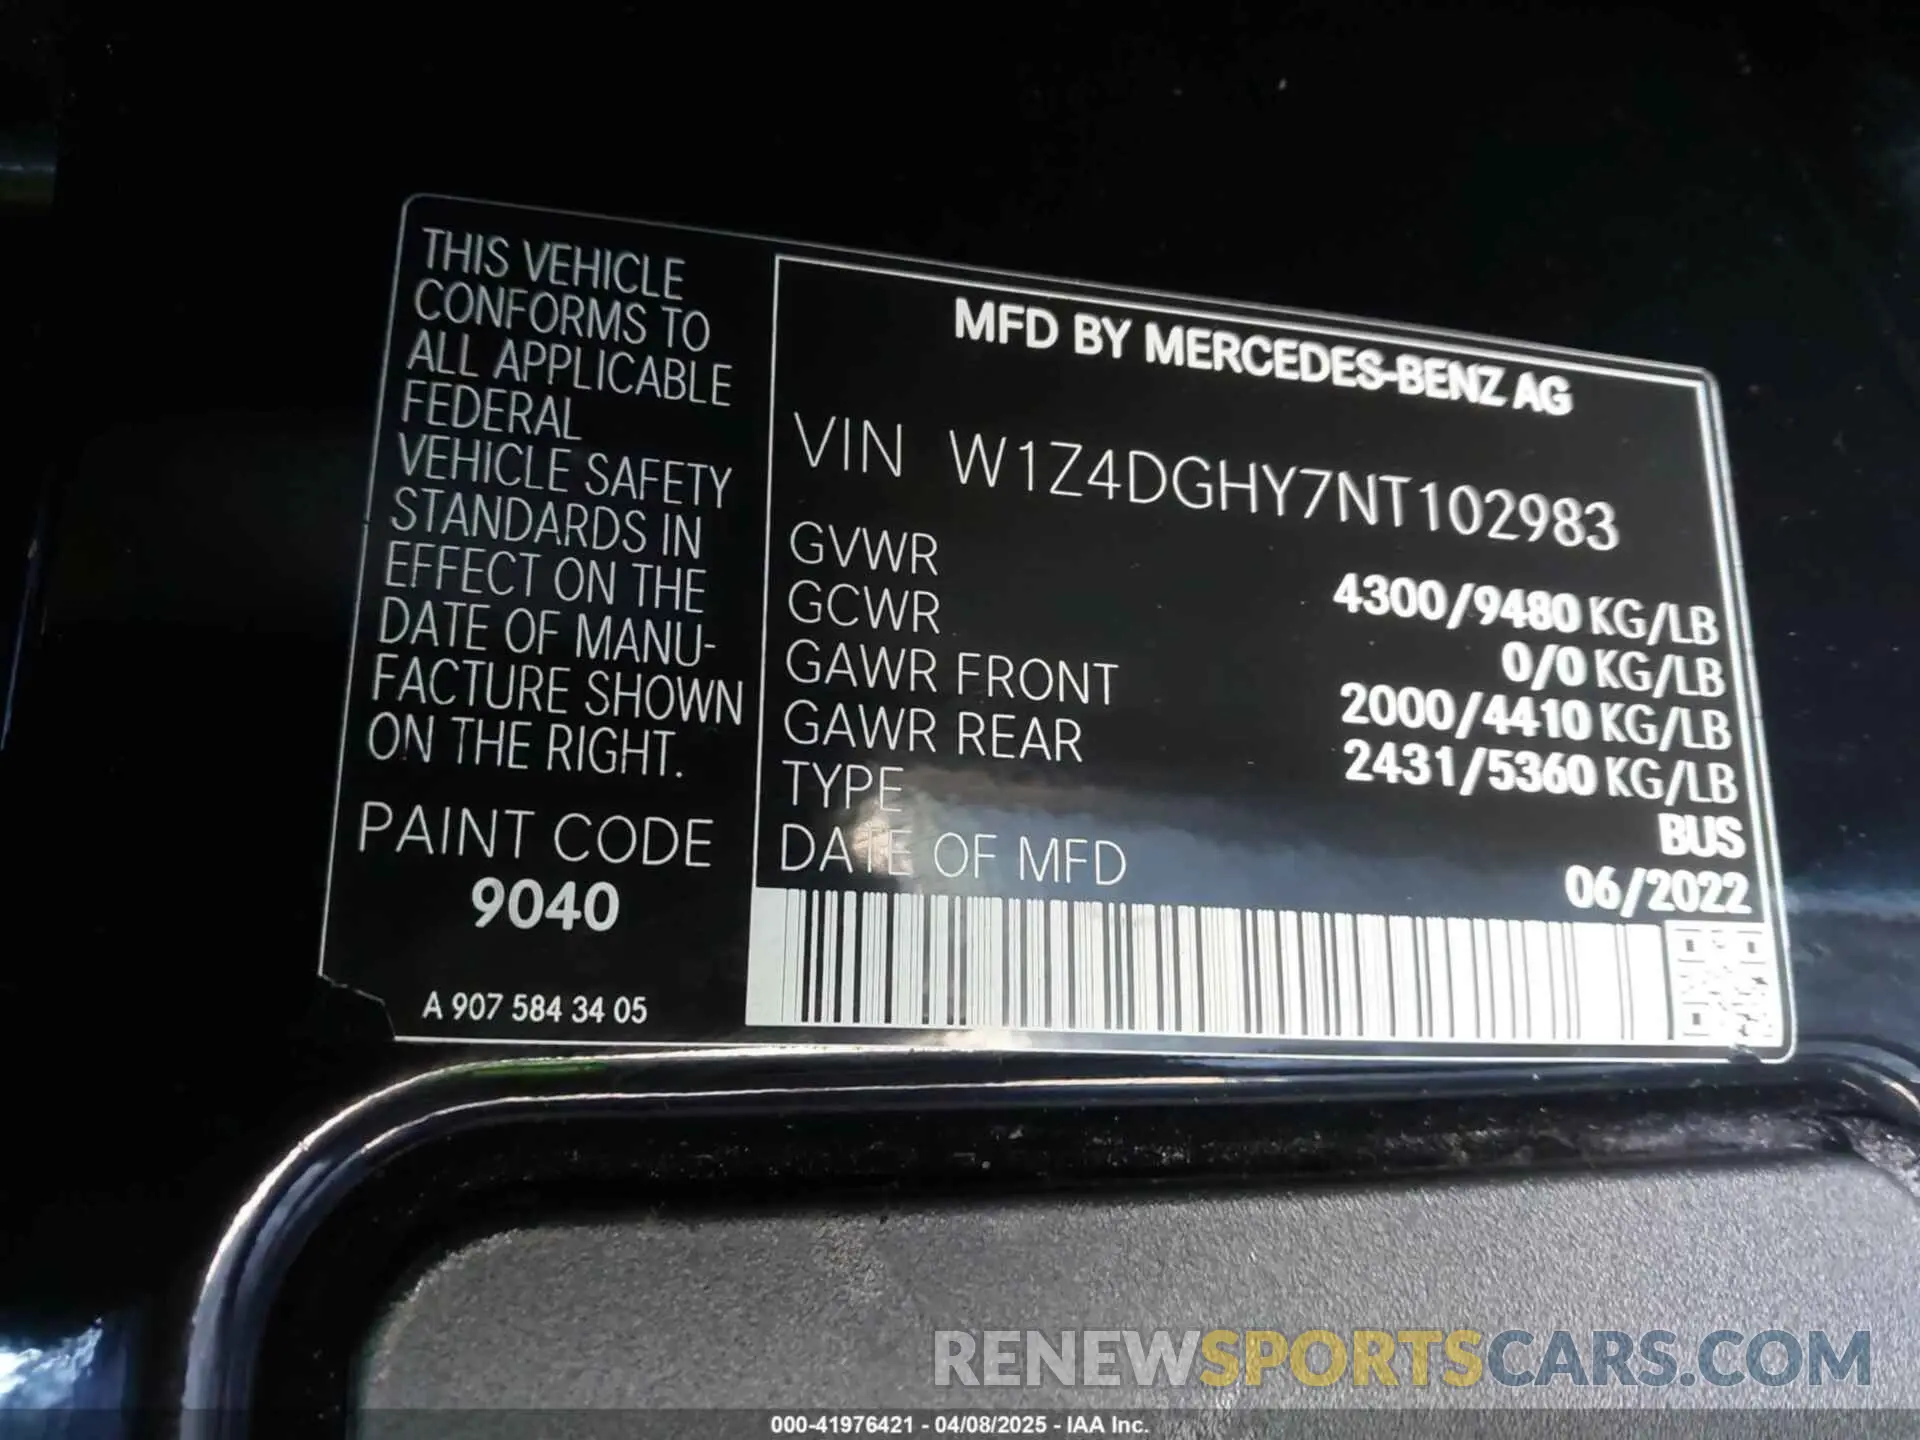 THIS VEHICLE
CONFORMS TO
ALL APPLICABLE
FEDERAL
VEHICLE SAFETY
STANDARDS IN
EFFECT ON THE
DATE OF MANU-
FACTURE SHOWN
ON THE RIGHT.
PAINT CODE
9040
A 907 584 34 05
MFD BY MERCEDES-BENZ AG
VIN W1Z4DGHY7NT102983
GVWR 4300/9480 KG/LB
GCWR 0/0 KG/LB
GAWR FRONT 2000/4410 KG/LB
GAWR REAR 2431/5360 KG/LB
TYPE BUS
DATE OF MFD 06/2022
RENEWSPORTSCARS.COM
000-41976421 - 04/08/2025 - IAA Inc.